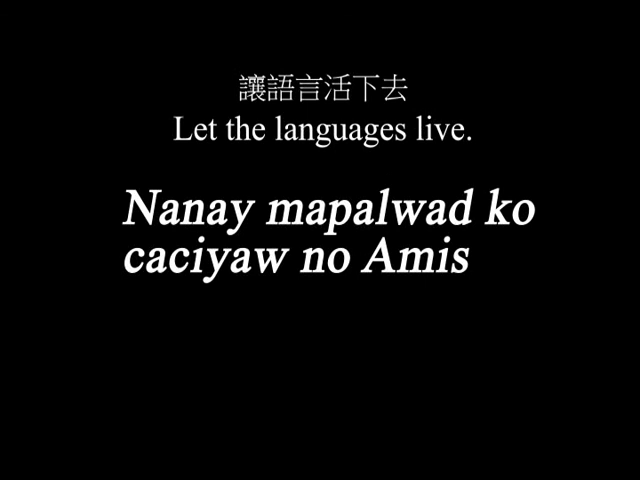 讓語言活下去
Let the languages live.
Nanay mapalwad ko
caciyaw no Amis